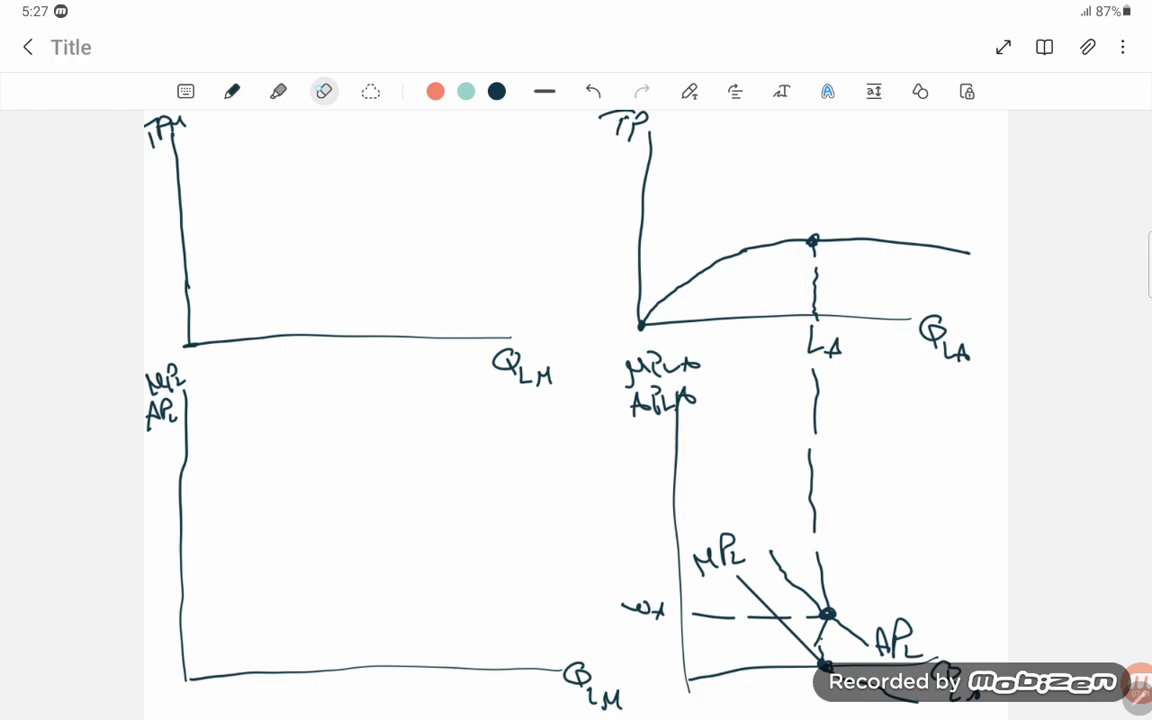 5:27 87%
Title
TPM
TP
QLM
LA
QLA
MPL
APL
MPLA
APLA
MPL
WA
APL
QLM
Recorded by mobizen